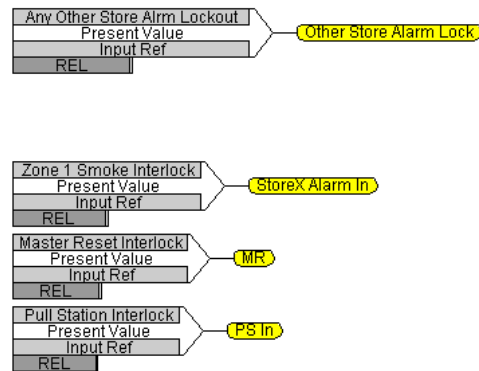 Any Other Store Alrm Lockout
Present Value
Input Ref
REL
Other Store Alarm Lock
Zone 1 Smoke Interlock
Present Value
Input Ref
REL
StoreX Alarm In
Master Reset Interlock
Present Value
Input Ref
REL
MR
Pull Station Interlock
Present Value
Input Ref
REL
PS In